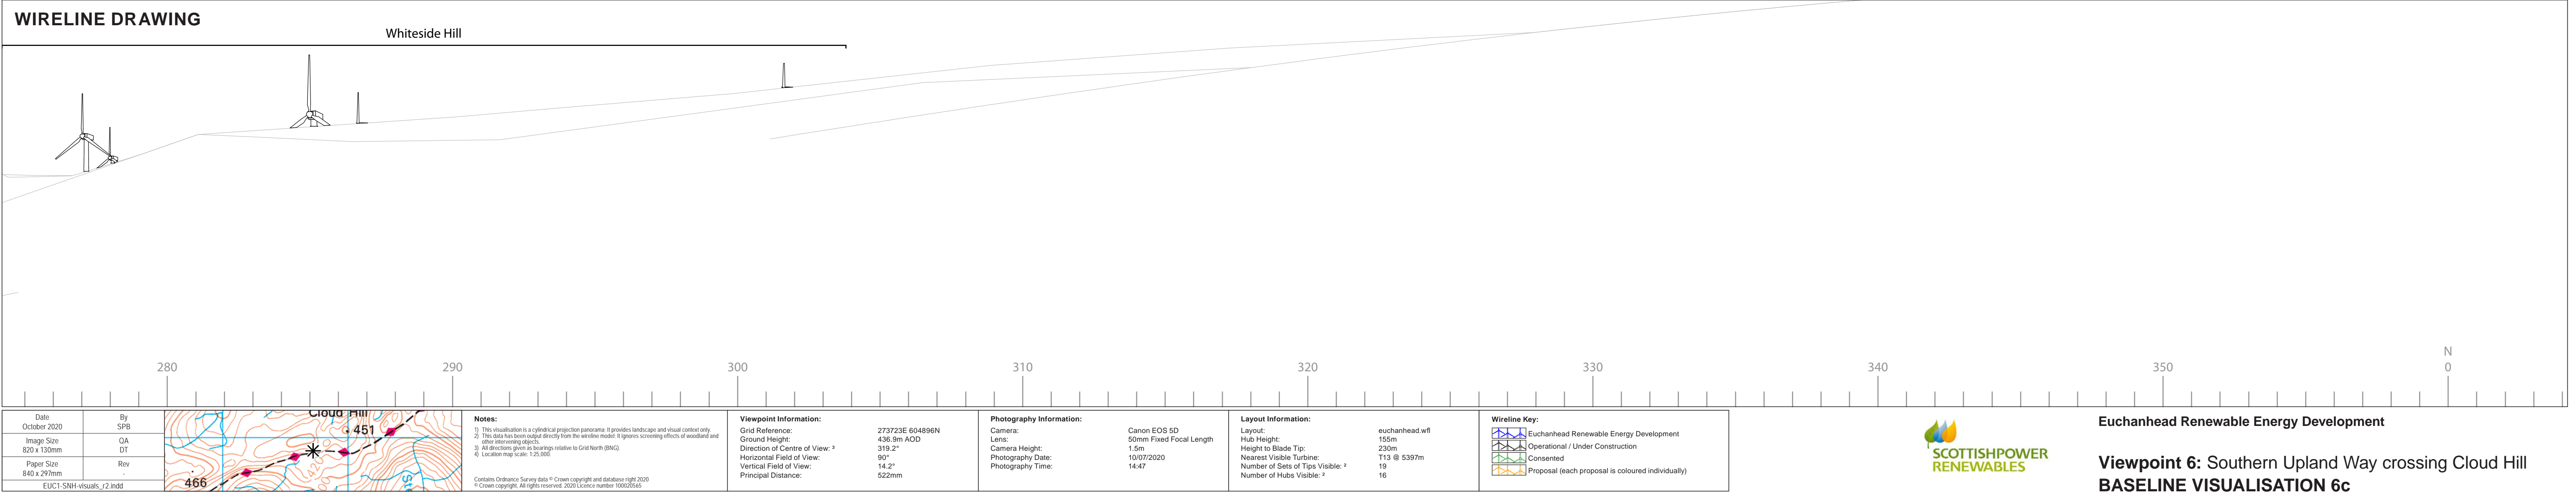 WIRELINE DRAWING
Whiteside Hill
N
280 290 300 310 320 330 340 350 0
Date
October 2020
By
SPB
Image Size
820 x 130mm
QA
DT
Paper Size
840 x 297mm
Rev
-
EUC1-SNH-visuals_r2.indd
Cloud Hill
451
420
466
Notes:
1) This visualisation is a cylindrical projection panorama: It provides landscape and visual context only.
2) This data has been output directly from the wireline model: It ignores screening effects of woodland and
other intervening objects.
3) All directions given as bearings relative to Grid North (BNG).
4) Location map scale: 1:25,000.
Contains Ordnance Survey data © Crown copyright and database right 2020
© Crown copyright, All rights reserved. 2020 Licence number 100020565
Viewpoint Information:
Grid Reference: 273723E 604896N
Ground Height: 436.9m AOD
Direction of Centre of View: ³ 319.2°
Horizontal Field of View: 90°
Vertical Field of View: 14.2°
Principal Distance: 522mm
Photography Information:
Camera: Canon EOS 5D
Lens: 50mm Fixed Focal Length
Camera Height: 1.5m
Photography Date: 10/07/2020
Photography Time: 14:47
Layout Information:
Layout: euchanhead.wfl
Hub Height: 155m
Height to Blade Tip: 230m
Nearest Visible Turbine: T13 @ 5397m
Number of Sets of Tips Visible: ² 19
Number of Hubs Visible: ² 16
Wireline Key:
Euchanhead Renewable Energy Development
Operational / Under Construction
Consented
Proposal (each proposal is coloured individually)
SCOTTISHPOWER
RENEWABLES
Euchanhead Renewable Energy Development
Viewpoint 6: Southern Upland Way crossing Cloud Hill
BASELINE VISUALISATION 6c